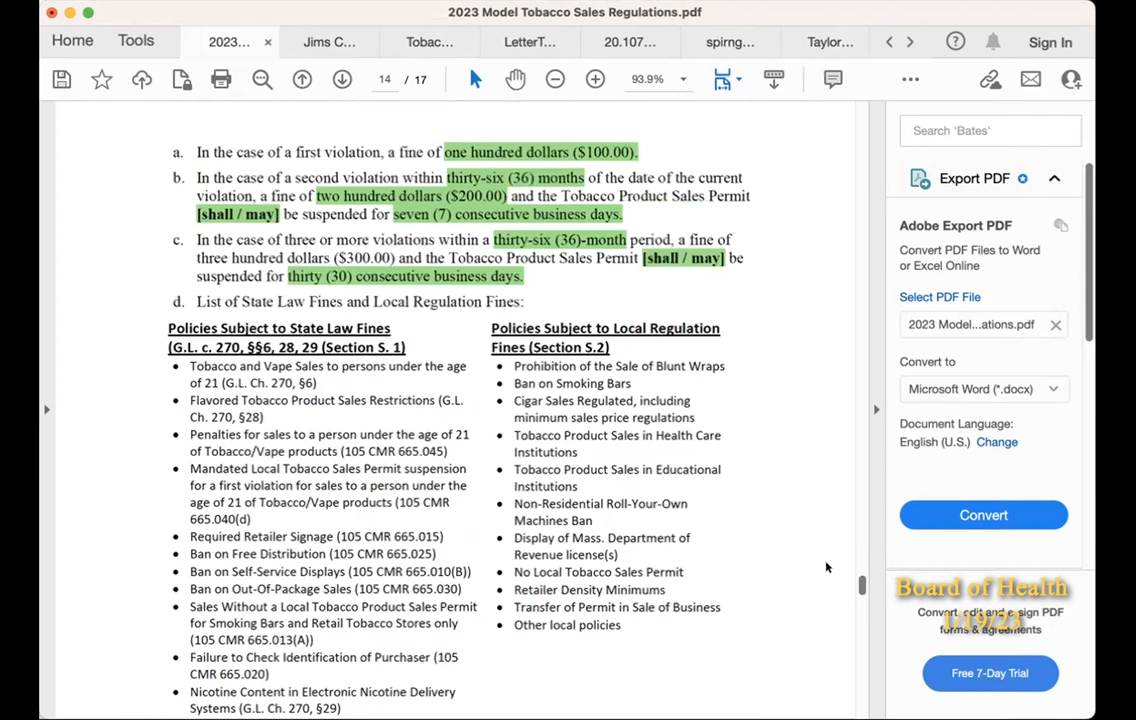 2023 Model Tobacco Sales Regulations.pdf
Home Tools 2023... × Jims C... Tobac... LetterT... 20.107... spirng... Taylor... Sign In
14 / 17 93.9%
a. In the case of a first violation, a fine of one hundred dollars ($100.00).
b. In the case of a second violation within thirty-six (36) months of the date of the current
violation, a fine of two hundred dollars ($200.00) and the Tobacco Product Sales Permit
[shall / may] be suspended for seven (7) consecutive business days.
c. In the case of three or more violations within a thirty-six (36)-month period, a fine of
three hundred dollars ($300.00) and the Tobacco Product Sales Permit [shall / may] be
suspended for thirty (30) consecutive business days.
d. List of State Law Fines and Local Regulation Fines:
Policies Subject to State Law Fines
(G.L. c. 270, §§6, 28, 29 (Section S. 1)
• Tobacco and Vape Sales to persons under the age
of 21 (G.L. Ch. 270, §6)
• Flavored Tobacco Product Sales Restrictions (G.L.
Ch. 270, §28)
• Penalties for sales to a person under the age of 21
of Tobacco/Vape products (105 CMR 665.045)
• Mandated Local Tobacco Sales Permit suspension
for a first violation for sales to a person under the
age of 21 of Tobacco/Vape products (105 CMR
665.040(d)
• Required Retailer Signage (105 CMR 665.015)
• Ban on Free Distribution (105 CMR 665.025)
• Ban on Self-Service Displays (105 CMR 665.010(B))
• Ban on Out-Of-Package Sales (105 CMR 665.030)
• Sales Without a Local Tobacco Product Sales Permit
for Smoking Bars and Retail Tobacco Stores only
(105 CMR 665.013(A))
• Failure to Check Identification of Purchaser (105
CMR 665.020)
• Nicotine Content in Electronic Nicotine Delivery
Systems (G.L. Ch. 270, §29)
Policies Subject to Local Regulation
Fines (Section S.2)
• Prohibition of the Sale of Blunt Wraps
• Ban on Smoking Bars
• Cigar Sales Regulated, including
minimum sales price regulations
• Tobacco Product Sales in Health Care
Institutions
• Tobacco Product Sales in Educational
Institutions
• Non-Residential Roll-Your-Own
Machines Ban
• Display of Mass. Department of
Revenue license(s)
• No Local Tobacco Sales Permit
• Retailer Density Minimums
• Transfer of Permit in Sale of Business
• Other local policies
Search 'Bates'
Export PDF
Adobe Export PDF
Convert PDF Files to Word
or Excel Online
Select PDF File
2023 Model...ations.pdf
Convert to
Microsoft Word (*.docx)
Document Language:
English (U.S.) Change
Convert
Board of Health
1/19/23
Convert, edit and e-sign PDF
forms & agreements
Free 7-Day Trial